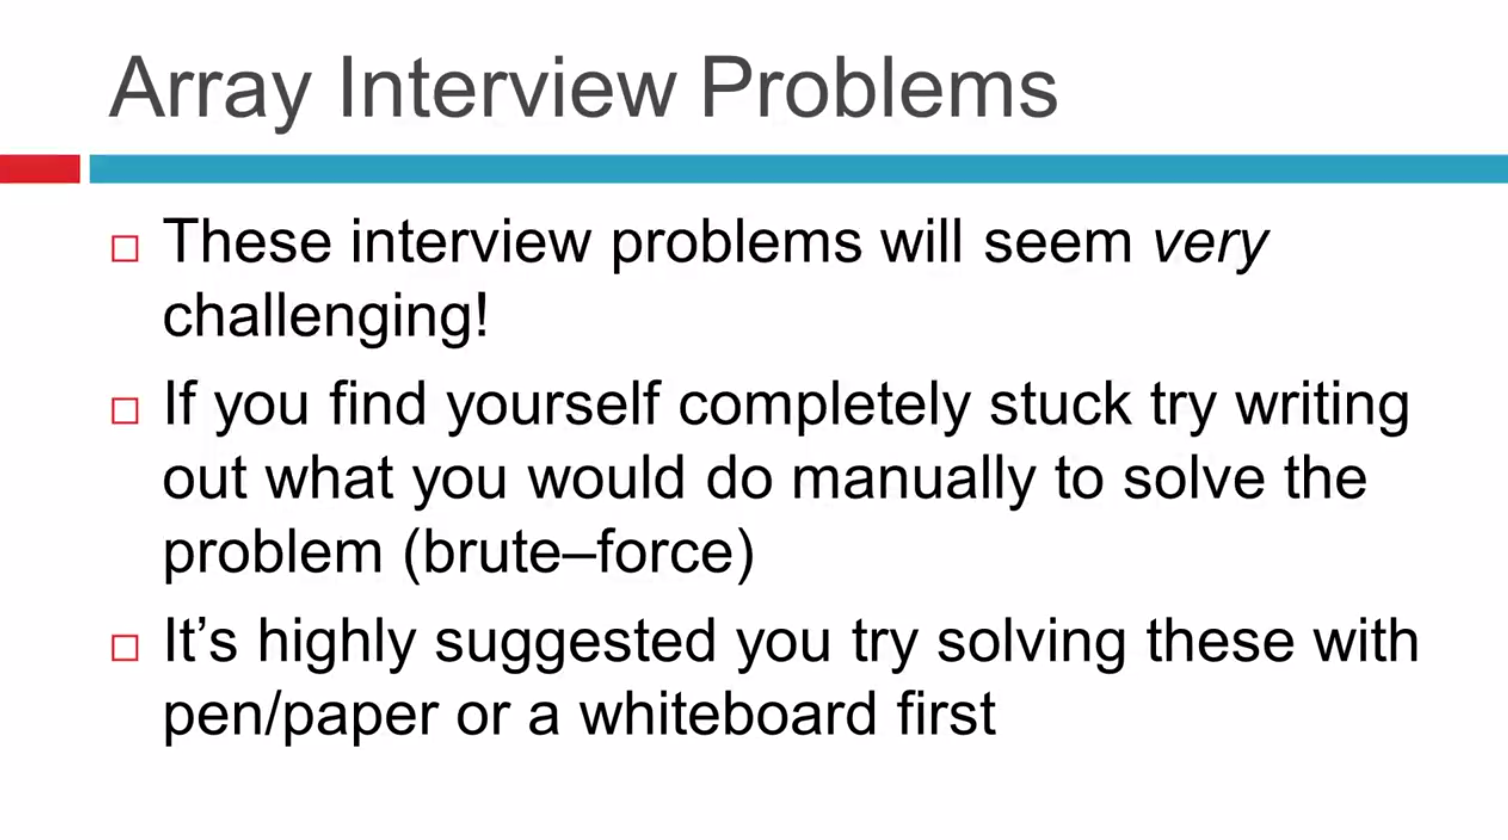 Array Interview Problems
These interview problems will seem very
challenging!
If you find yourself completely stuck try writing
out what you would do manually to solve the
problem (brute–force)
It’s highly suggested you try solving these with
pen/paper or a whiteboard first